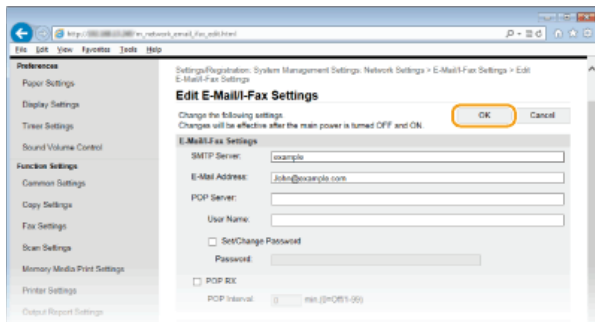 http:// m_network_email_ifax_edit.html
File Edit View Favorites Tools Help
Preferences
Paper Settings
Display Settings
Timer Settings
Sound Volume Control
Function Settings
Common Settings
Copy Settings
Fax Settings
Scan Settings
Memory Media Print Settings
Printer Settings
Output Report Settings
Settings/Registration: System Management Settings: Network Settings > E-Mail/I-Fax Settings > Edit
E-Mail/I-Fax Settings
Edit E-Mail/I-Fax Settings
Change the following settings.
Changes will be effective after the main power is turned OFF and ON.
OK Cancel
E-Mail/I-Fax Settings
SMTP Server: example
E-Mail Address: John@example.com
POP Server:
User Name:
Set/Change Password
Password:
POP RX
POP Interval: 0 min.(0=Off/1-99)